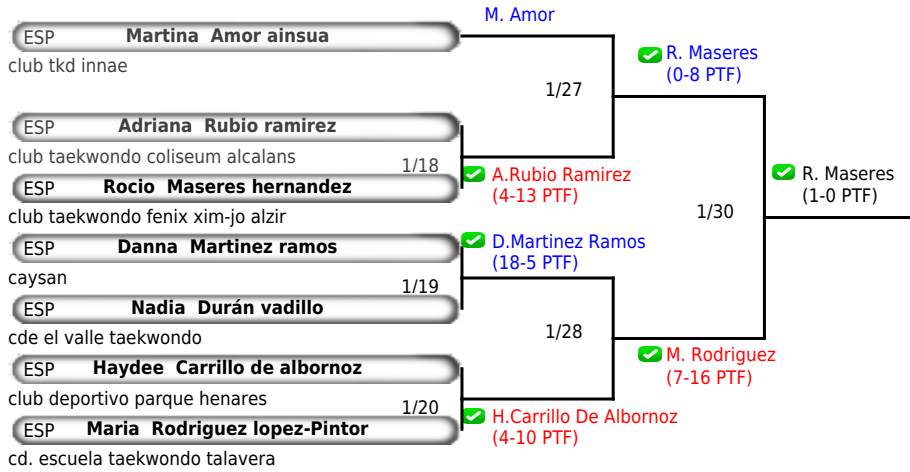 M. Amor
ESP Martina Amor ainsua
club tkd innae
R. Maseres
(0-8 PTF)
1/27
ESP Adriana Rubio ramirez
club taekwondo coliseum alcalans
1/18
A.Rubio Ramirez
(4-13 PTF)
ESP Rocio Maseres hernandez
club taekwondo fenix xim-jo alzir
R. Maseres
(1-0 PTF)
1/30
ESP Danna Martinez ramos
D.Martinez Ramos
(18-5 PTF)
caysan
1/19
ESP Nadia Durán vadillo
cde el valle taekwondo
1/28
ESP Haydee Carrillo de albornoz
M. Rodriguez
(7-16 PTF)
club deportivo parque henares
1/20
H.Carrillo De Albornoz
(4-10 PTF)
ESP Maria Rodriguez lopez-Pintor
cd. escuela taekwondo talavera